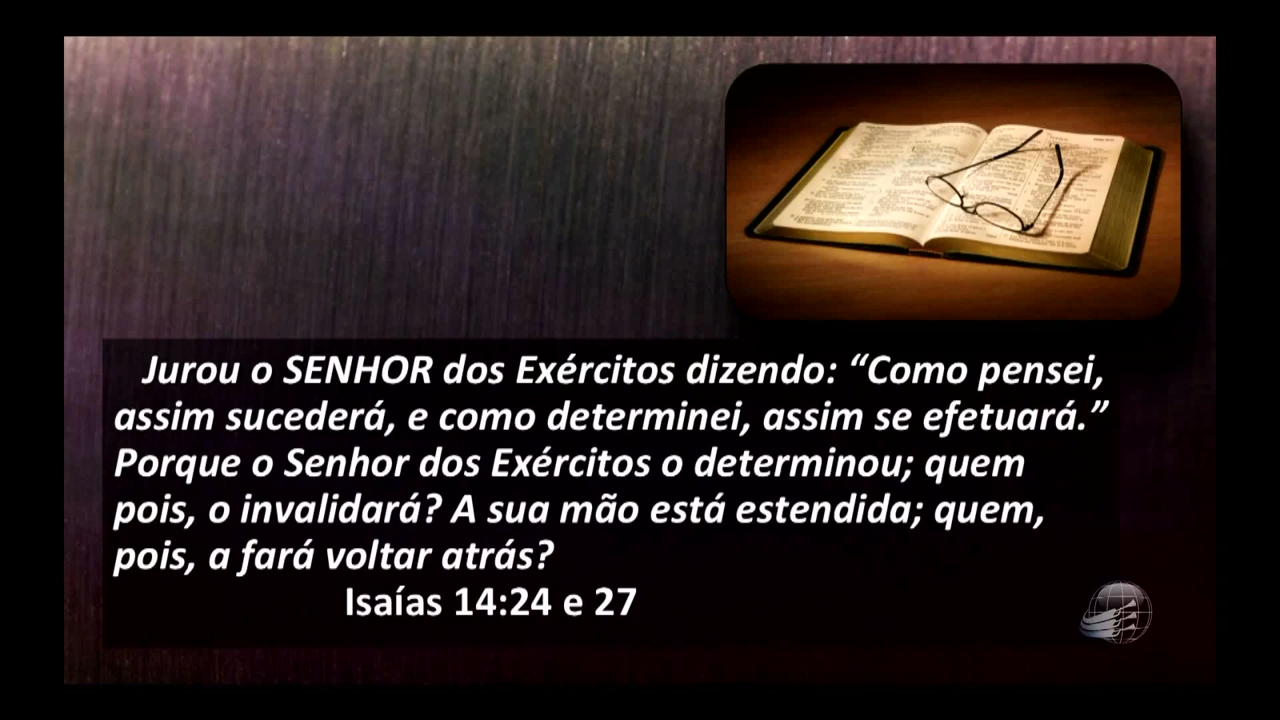 Jurou o SENHOR dos Exércitos dizendo: “Como pensei,
assim sucederá, e como determinei, assim se efetuará.”
Porque o Senhor dos Exércitos o determinou; quem
pois, o invalidará? A sua mão está estendida; quem,
pois, a fará voltar atrás?
Isaías 14:24 e 27